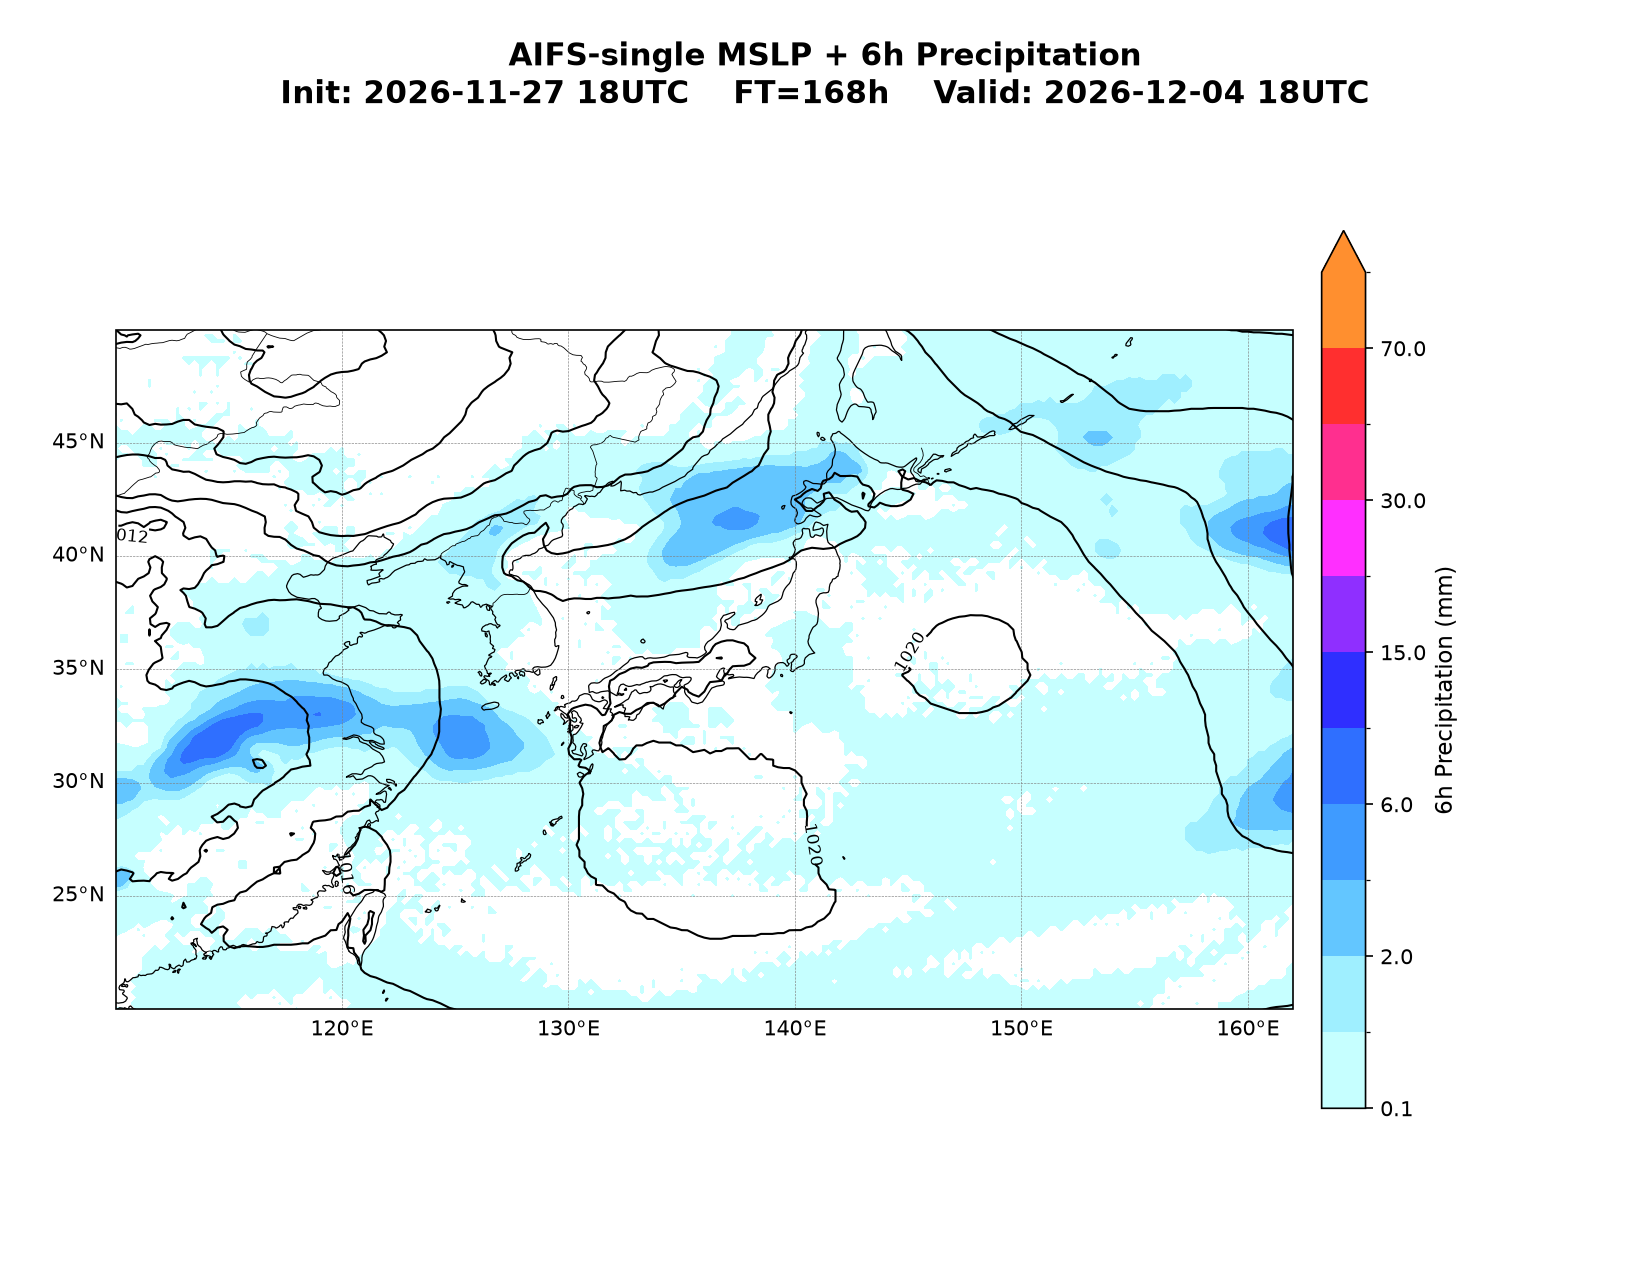 AIFS-single MSLP + 6h Precipitation
Init: 2026-11-27 18UTC    FT=168h    Valid: 2026-12-04 18UTC
45°N
40°N
35°N
30°N
25°N
120°E
130°E
140°E
150°E
160°E
012
1020
1020
1016
70.0
30.0
15.0
6.0
2.0
0.1
6h Precipitation (mm)